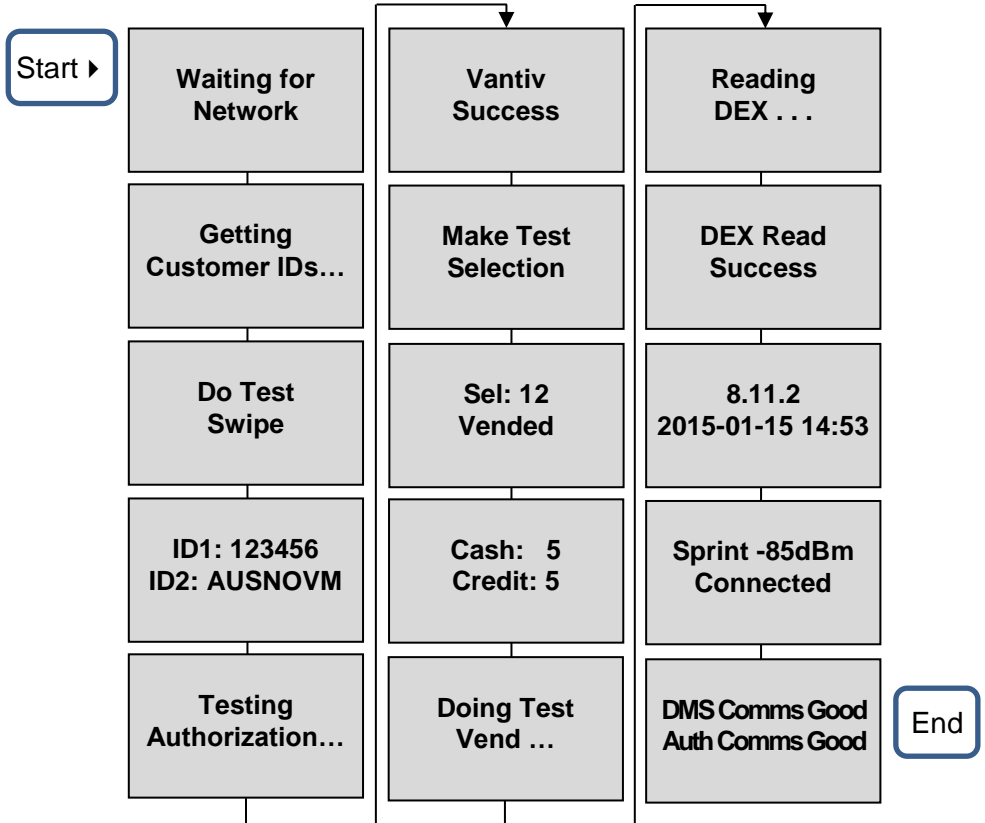 Start ▸
Waiting for
Network
Getting
Customer IDs…
Do Test
Swipe
ID1: 123456
ID2: AUSNOVM
Testing
Authorization…
Vantiv
Success
Make Test
Selection
Sel: 12
Vended
Cash: 5
Credit: 5
Doing Test
Vend …
Reading
DEX . . .
DEX Read
Success
8.11.2
2015-01-15 14:53
Sprint -85dBm
Connected
DMS Comms Good
Auth Comms Good
End